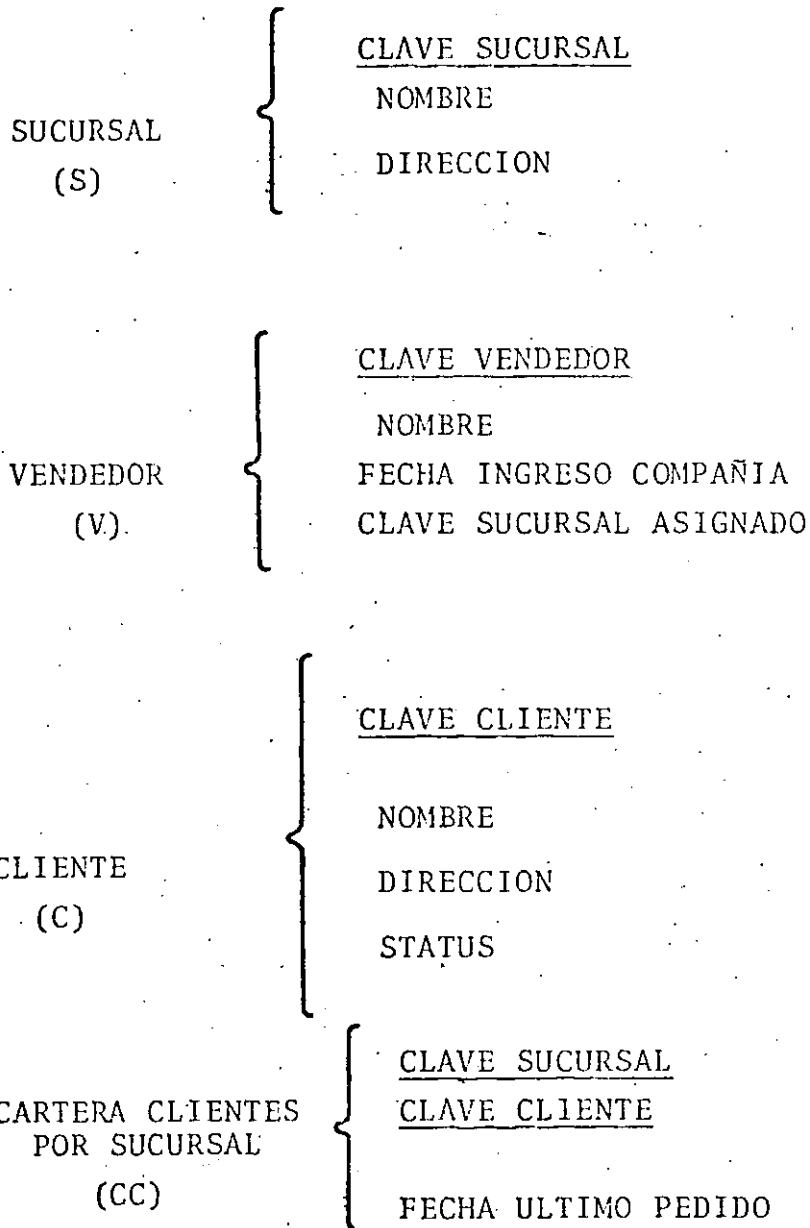 SUCURSAL
(S)
CLAVE SUCURSAL
NOMBRE
DIRECCION
VENDEDOR
(V)
CLAVE VENDEDOR
NOMBRE
FECHA INGRESO COMPAÑIA
CLAVE SUCURSAL ASIGNADO
CLIENTE
(C)
CLAVE CLIENTE
NOMBRE
DIRECCION
STATUS
CARTERA CLIENTES
POR SUCURSAL
(CC)
CLAVE SUCURSAL
CLAVE CLIENTE
FECHA ULTIMO PEDIDO